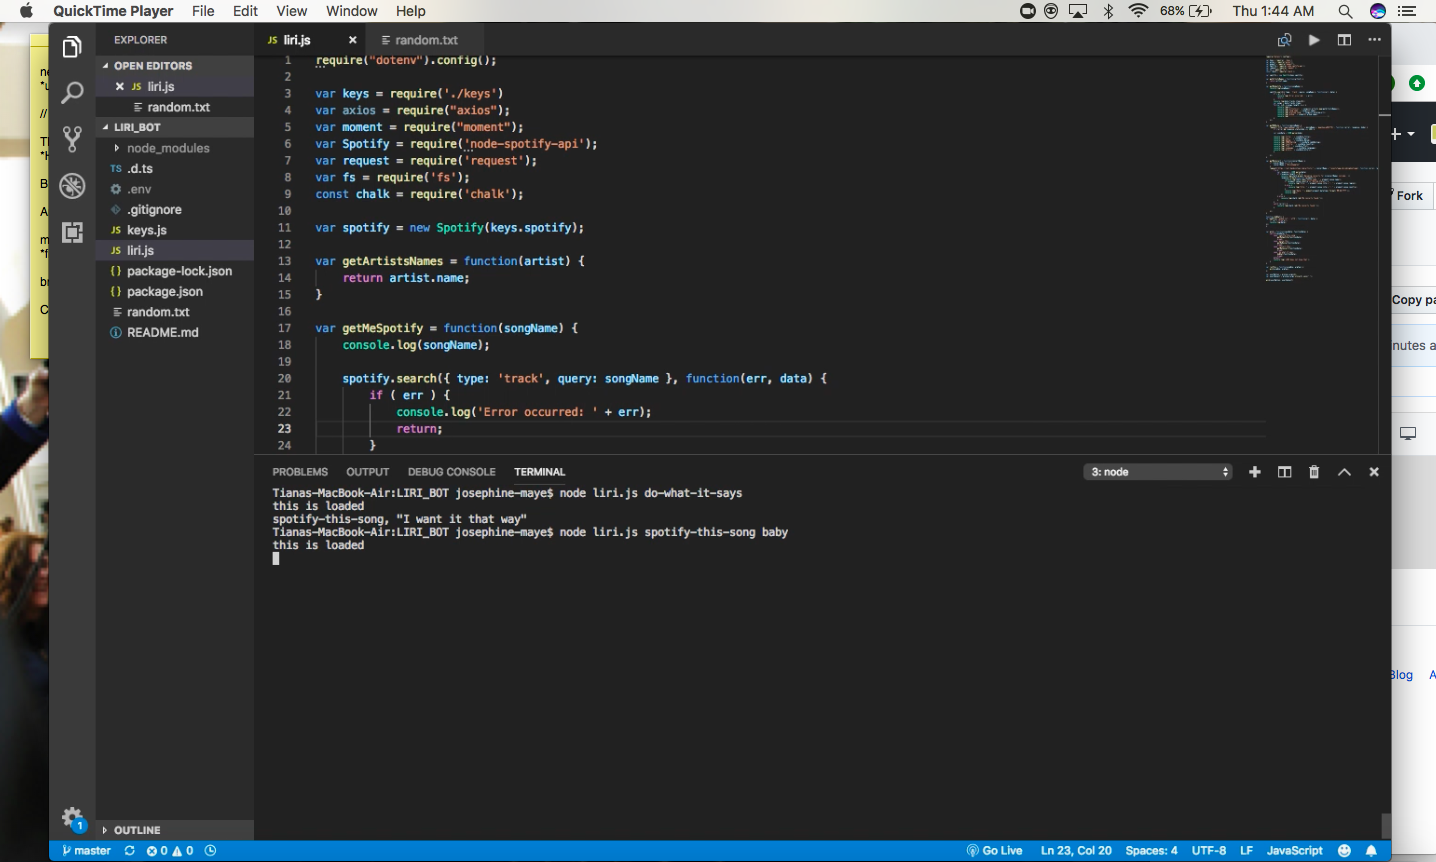 QuickTime Player File Edit View Window Help 68% Thu 1:44 AM
EXPLORER
OPEN EDITORS
JS liri.js
random.txt
LIRI_BOT
node_modules
TS .d.ts
.env
.gitignore
JS keys.js
JS liri.js
{} package-lock.json
{} package.json
random.txt
README.md
OUTLINE
JS liri.js random.txt
1 require("dotenv").config();
2
3 var keys = require('./keys')
4 var axios = require("axios");
5 var moment = require("moment");
6 var Spotify = require('node-spotify-api');
7 var request = require('request');
8 var fs = require('fs');
9 const chalk = require('chalk');
10
11 var spotify = new Spotify(keys.spotify);
12
13 var getArtistsNames = function(artist) {
14 return artist.name;
15 }
16
17 var getMeSpotify = function(songName) {
18 console.log(songName);
19
20 spotify.search({ type: 'track', query: songName }, function(err, data) {
21 if ( err ) {
22 console.log('Error occurred: ' + err);
23 return;
24 }
PROBLEMS OUTPUT DEBUG CONSOLE TERMINAL 3: node
Tianas-MacBook-Air:LIRI_BOT josephine-maye$ node liri.js do-what-it-says
this is loaded
spotify-this-song, "I want it that way"
Tianas-MacBook-Air:LIRI_BOT josephine-maye$ node liri.js spotify-this-song baby
this is loaded
Fork
Copy pa
nutes a
Blog A
1
master 0 0 Go Live Ln 23, Col 20 Spaces: 4 UTF-8 LF JavaScript